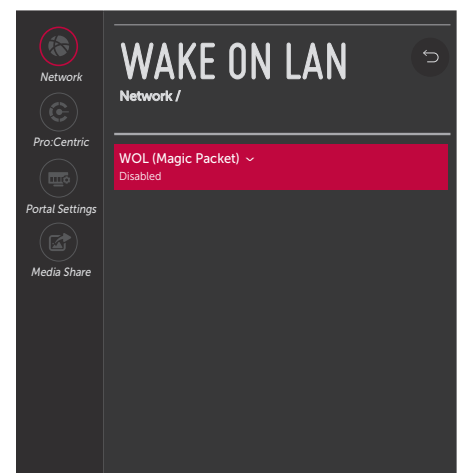 WAKE ON LAN
Network /
Network
Pro:Centric
Portal Settings
Media Share
WOL (Magic Packet)
Disabled